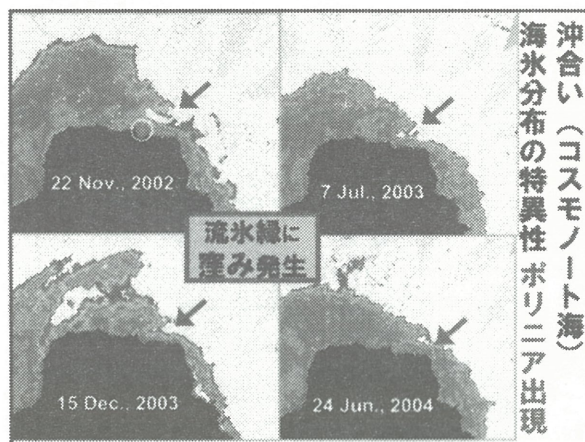 沖合い（コスモノート海）
海氷分布の特異性 ポリニア出現
22 Nov., 2002
7 Jul., 2003
流氷縁に
窪み発生
15 Dec., 2003
24 Jun., 2004